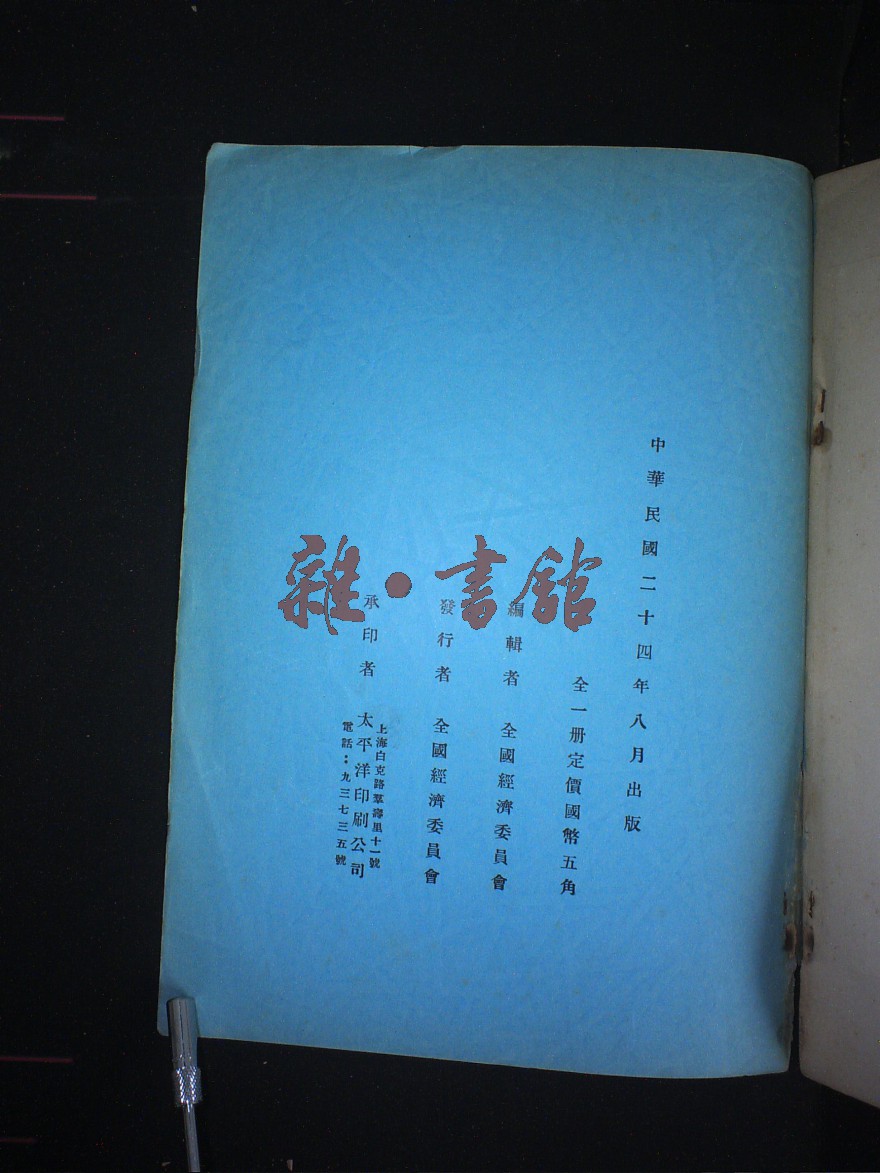 中華民國二十四年八月出版
全一册定價國幣五角
編輯者 全國經濟委員會
發行者 全國經濟委員會
承印者 太平洋印刷公司
上海白克路羣壽里十一號
電話：九三七三五號
雜·書館